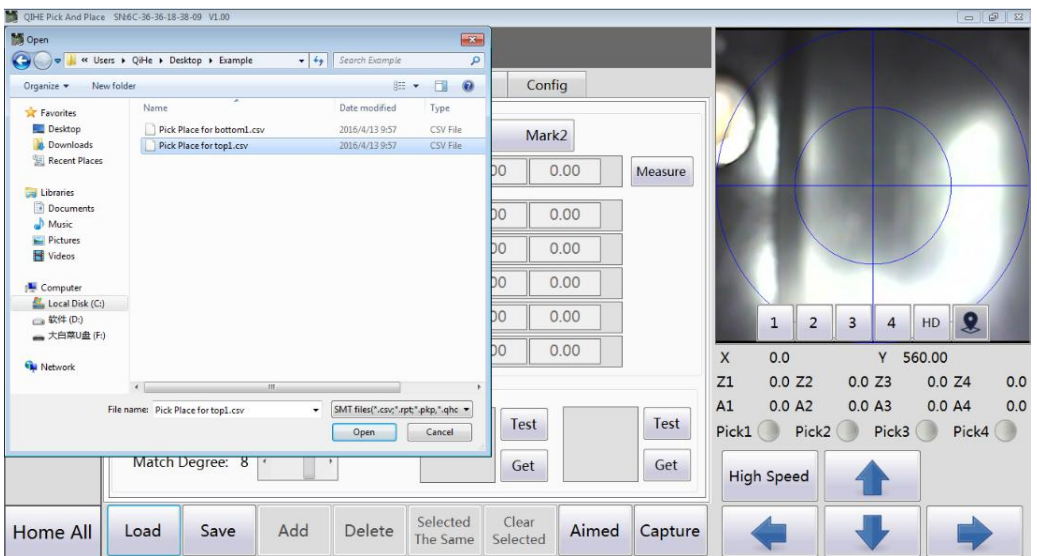 QIHE Pick And Place SN:6C-36-36-18-38-09 V1.00
Open
« Users ▸ QiHe ▸ Desktop ▸ Example
Search Example
Organize ▾ New folder
Name Date modified Type
Pick Place for bottom1.csv 2016/4/13 9:57 CSV File
Pick Place for top1.csv 2016/4/13 9:57 CSV File
Favorites
Desktop
Downloads
Recent Places
Libraries
Documents
Music
Pictures
Videos
Computer
Local Disk (C:)
软件 (D:)
大白菜U盘 (F:)
Network
File name: Pick Place for top1.csv
SMT files(*.csv;*.rpt;*.pkp,*.qhc
Open Cancel
Config
Mark2
00 0.00 Measure
00 0.00
00 0.00
00 0.00
00 0.00
00 0.00
Test Test
Match Degree: 8
Get Get
1 2 3 4 HD
X 0.0 Y 560.00
Z1 0.0 Z2 0.0 Z3 0.0 Z4 0.0
A1 0.0 A2 0.0 A3 0.0 A4 0.0
Pick1 Pick2 Pick3 Pick4
High Speed
Home All Load Save Add Delete Selected The Same Clear Selected Aimed Capture